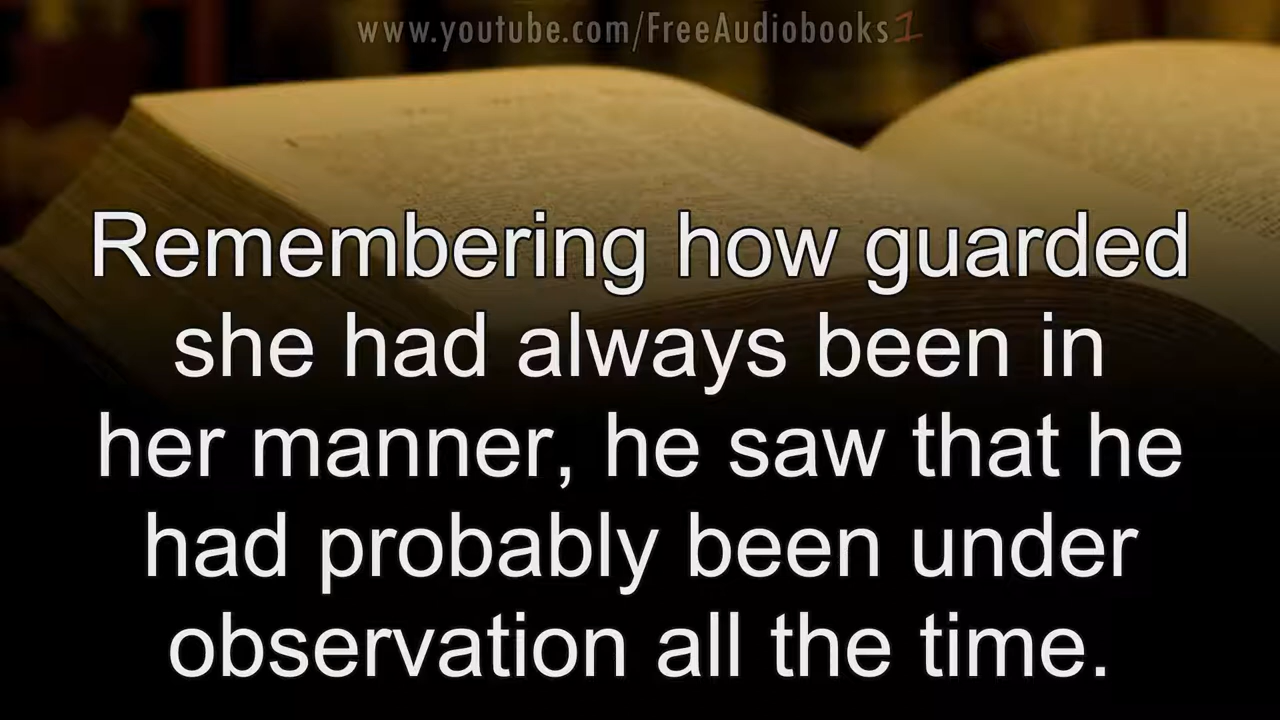 www.youtube.com/FreeAudiobooks1
Remembering how guarded
she had always been in
her manner, he saw that he
had probably been under
observation all the time.